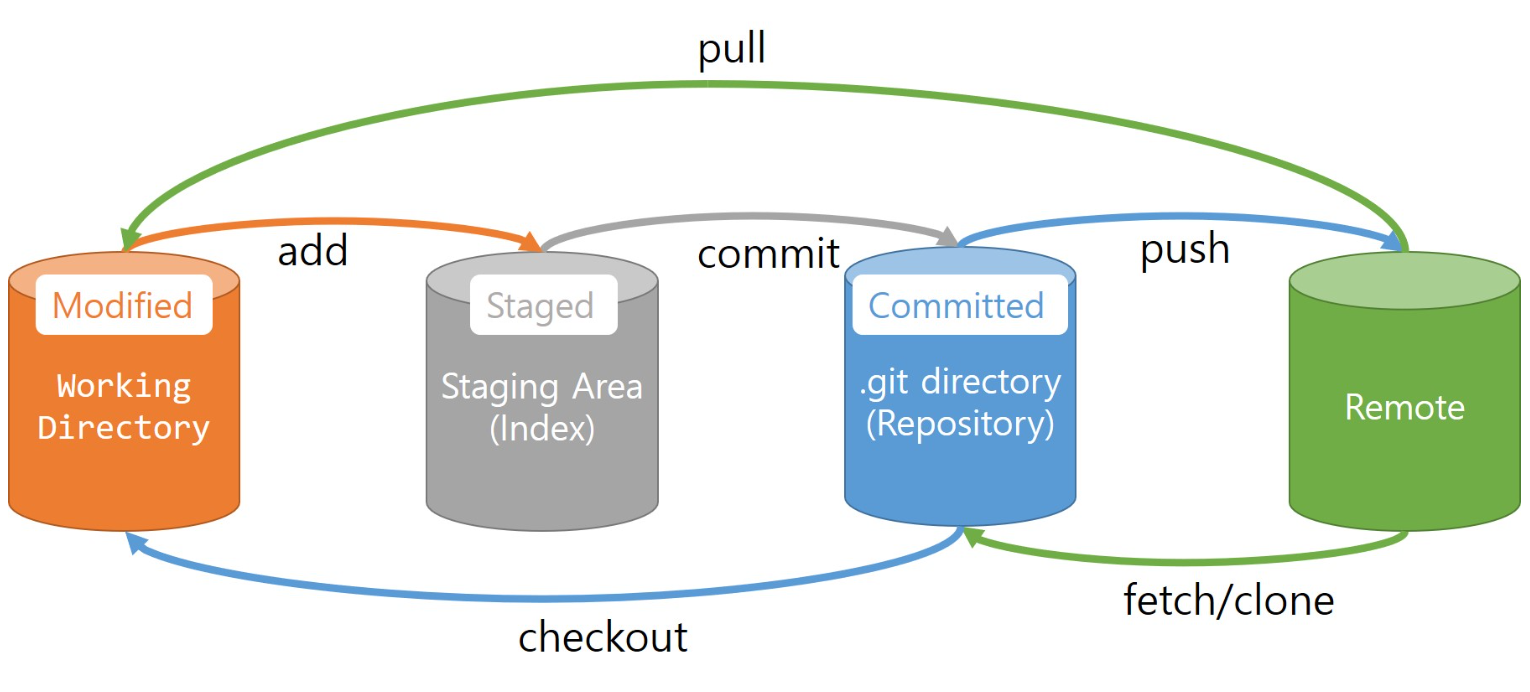 pull
add
commit
push
Modified
Working
Directory
Staged
Staging Area
(Index)
Committed
.git directory
(Repository)
Remote
checkout
fetch/clone